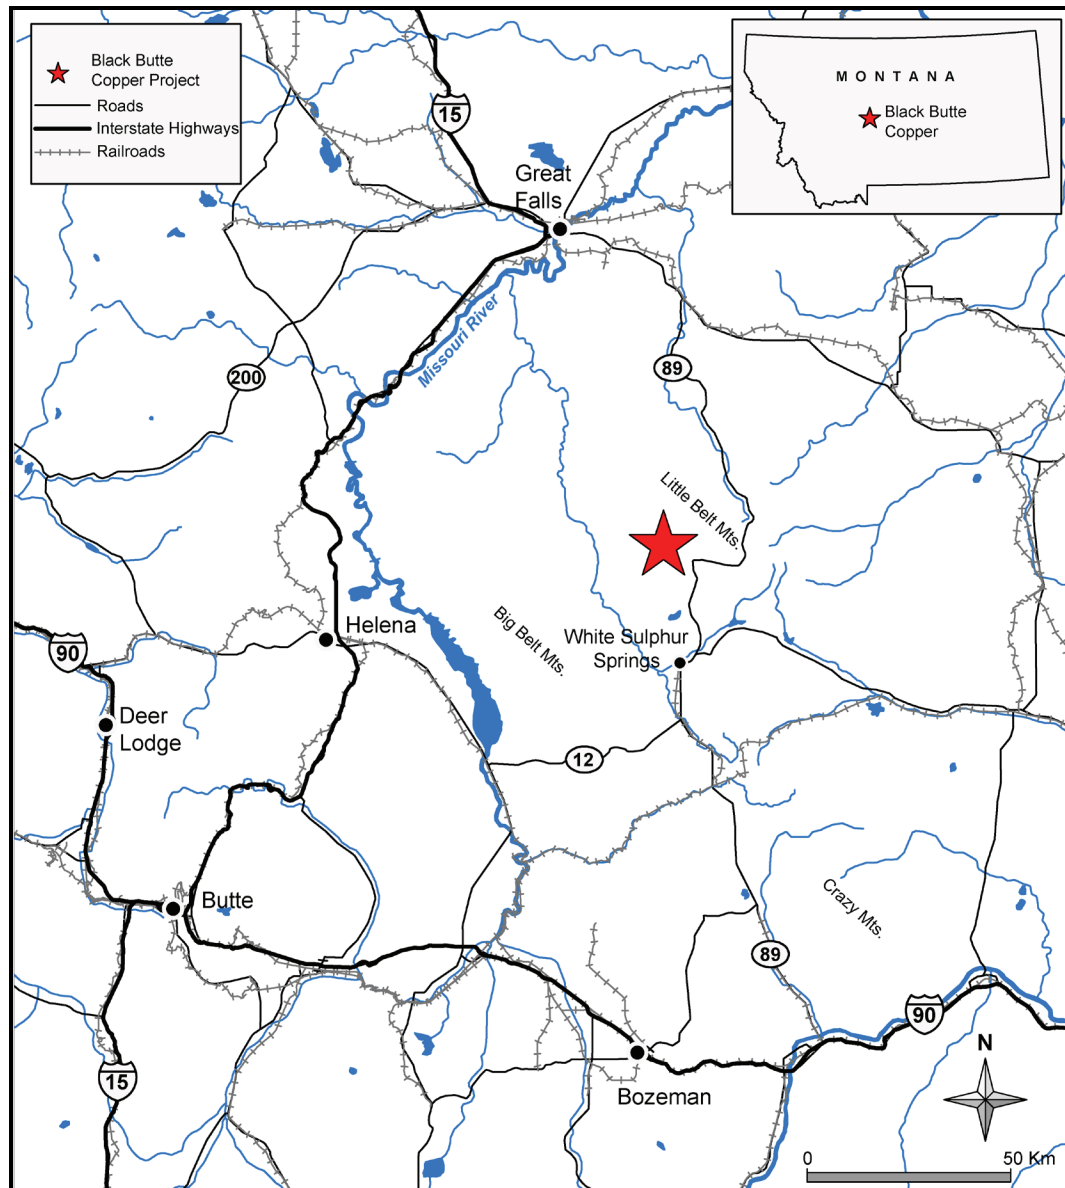 Black Butte
Copper Project
Roads
Interstate Highways
Railroads
MONTANA
Black Butte
Copper
15
Great
Falls
Missouri River
200
89
Little Belt Mts.
Big Belt Mts.
Helena
White Sulphur
Springs
90
Deer
Lodge
12
Butte
Crazy Mts.
89
90
15
Bozeman
N
0
50 Km